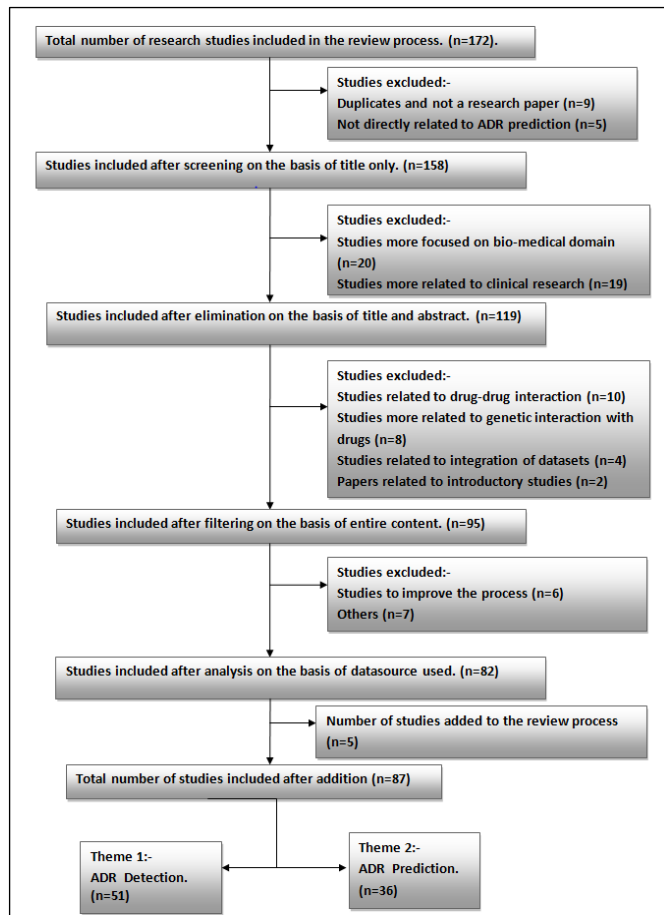 Total number of research studies included in the review process. (n=172).
Studies excluded:-
Duplicates and not a research paper (n=9)
Not directly related to ADR prediction (n=5)
Studies included after screening on the basis of title only. (n=158)
Studies excluded:-
Studies more focused on bio-medical domain
(n=20)
Studies more related to clinical research (n=19)
Studies included after elimination on the basis of title and abstract. (n=119)
Studies excluded:-
Studies related to drug-drug interaction (n=10)
Studies more related to genetic interaction with
drugs (n=8)
Studies related to integration of datasets (n=4)
Papers related to introductory studies (n=2)
Studies included after filtering on the basis of entire content. (n=95)
Studies excluded:-
Studies to improve the process (n=6)
Others (n=7)
Studies included after analysis on the basis of datasource used. (n=82)
Number of studies added to the review process
(n=5)
Total number of studies included after addition (n=87)
Theme 1:-
ADR Detection.
(n=51)
Theme 2:-
ADR Prediction.
(n=36)